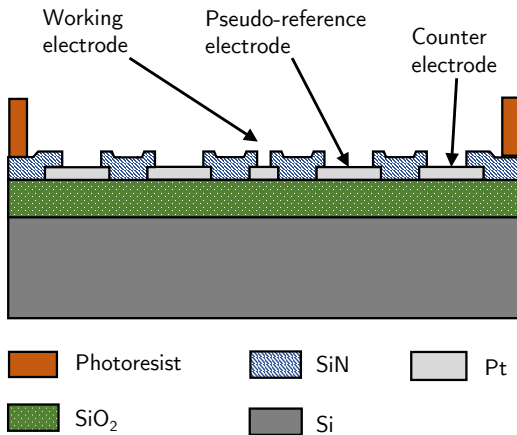 Working
electrode
Pseudo-reference
electrode
Counter
electrode
Photoresist
SiN
Pt
SiO₂
Si